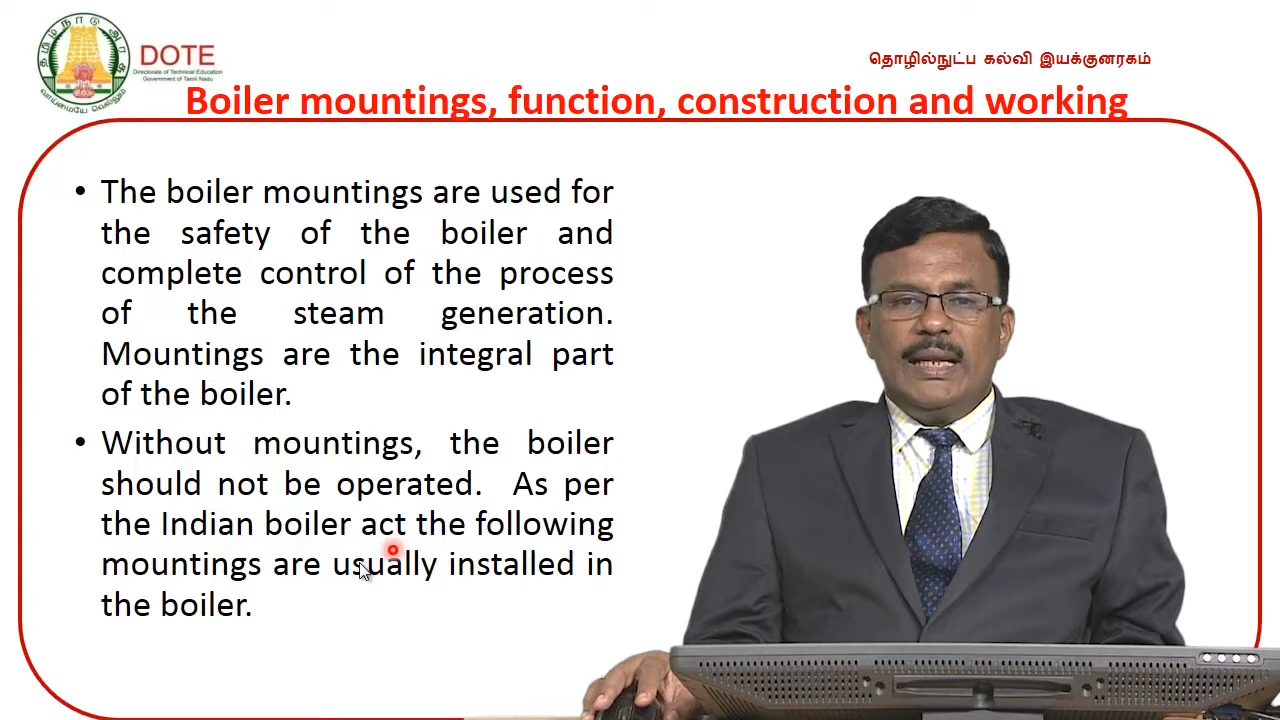 தமிழ்நாடு அரசு
வாய்மையே வெல்லும்
DOTE
Directorate of Technical Education
Government of Tamil Nadu
தொழில்நுட்ப கல்வி இயக்குனரகம்
Boiler mountings, function, construction and working
• The boiler mountings are used for
the safety of the boiler and
complete control of the process
of the steam generation.
Mountings are the integral part
of the boiler.
• Without mountings, the boiler
should not be operated. As per
the Indian boiler act the following
mountings are usually installed in
the boiler.